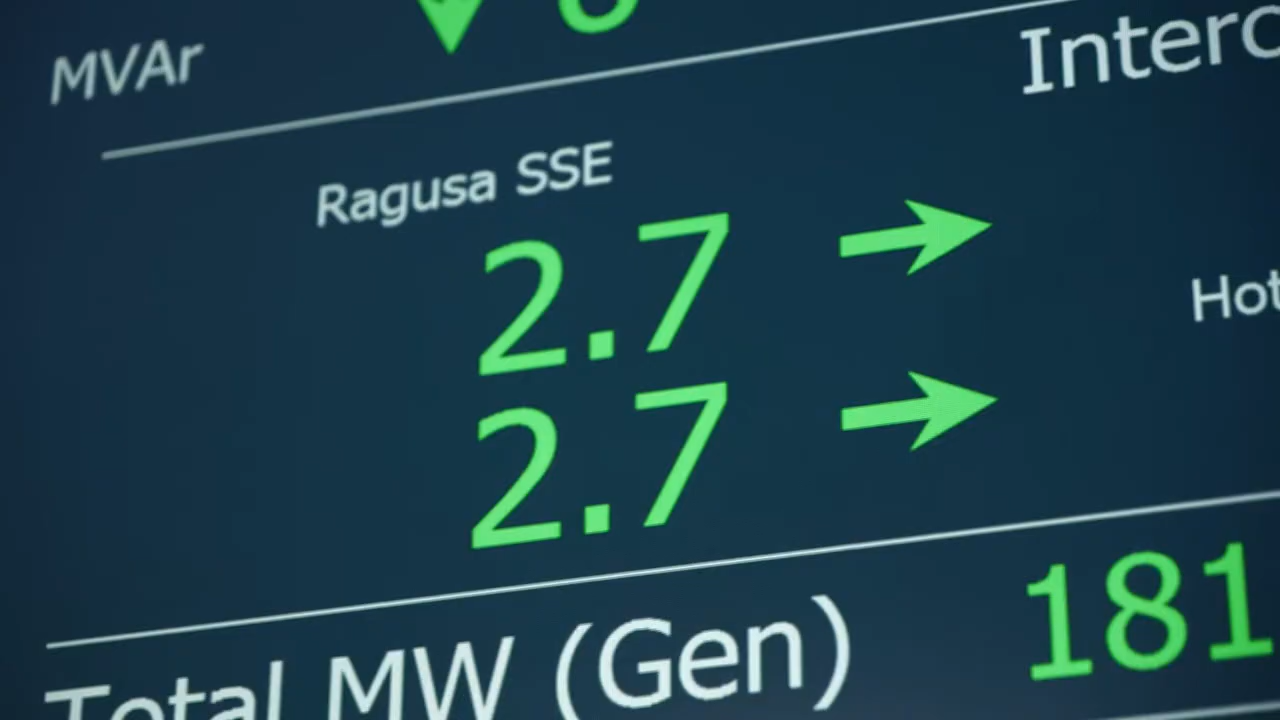 MVAr
Interc
Ragusa SSE
2.7
2.7
Hot
Total MW (Gen) 181